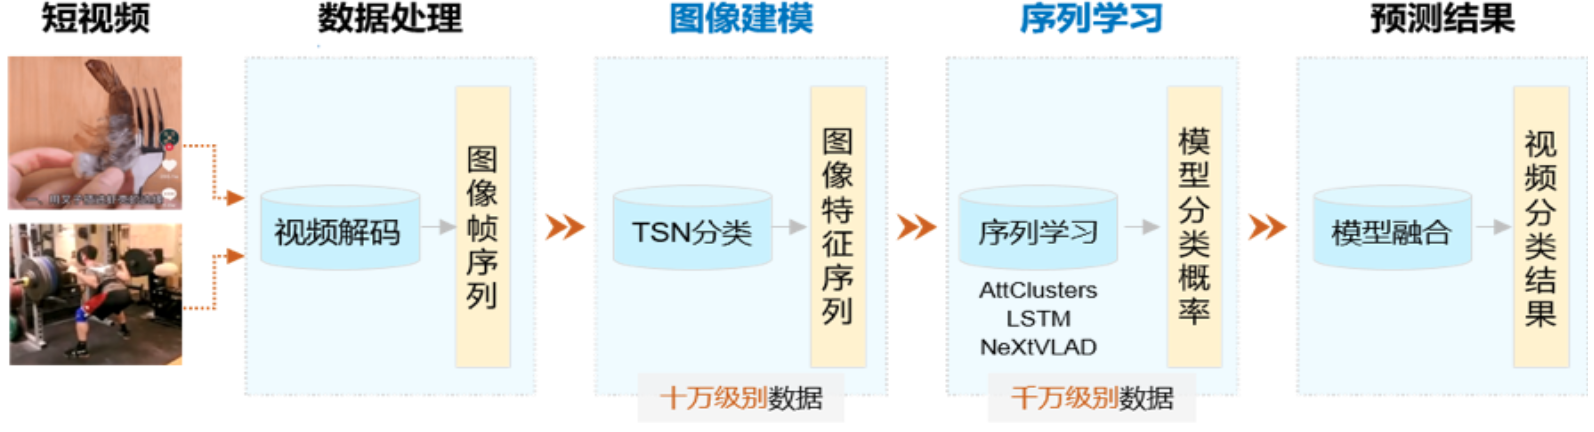 短视频
数据处理
图像建模
序列学习
预测结果
视频解码
图像帧序列
TSN分类
图像特征序列
十万级别数据
序列学习
AttClusters
LSTM
NeXtVLAD
模型分类概率
千万级别数据
模型融合
视频分类结果